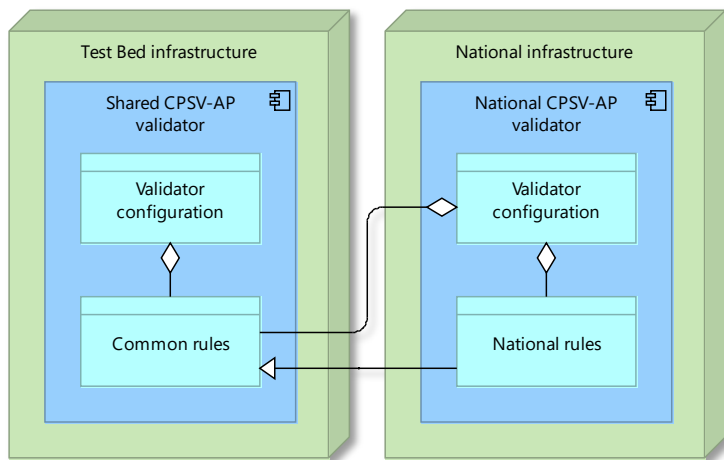 Test Bed infrastructure
Shared CPSV-AP
validator
Validator
configuration
Common rules
National infrastructure
National CPSV-AP
validator
Validator
configuration
National rules